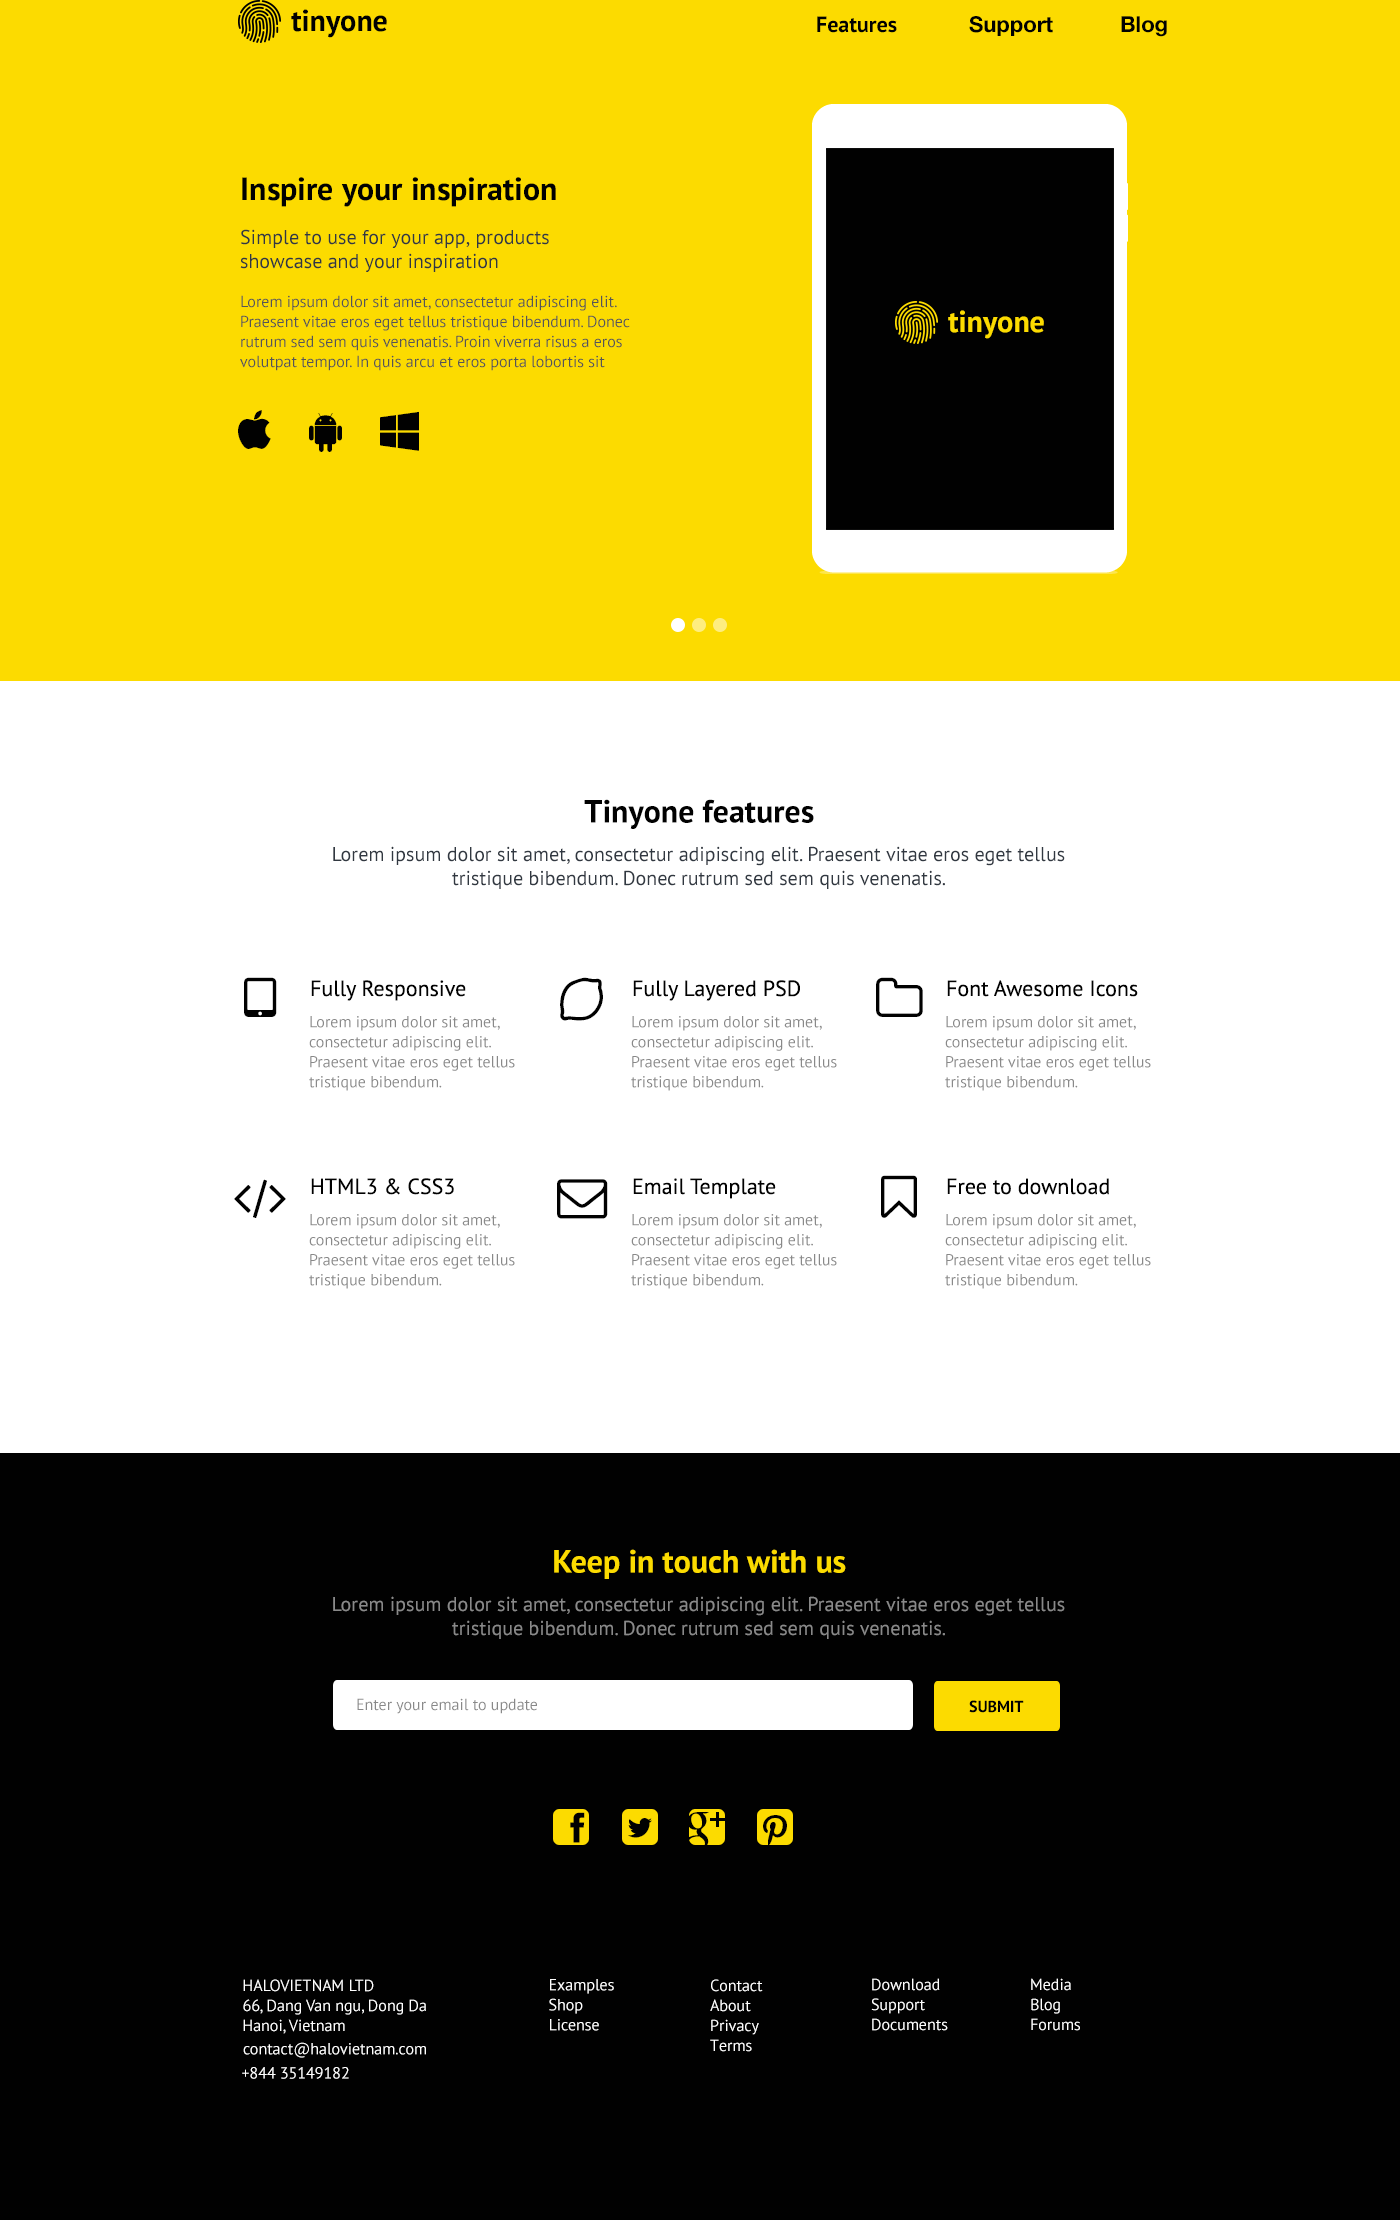 tinyone
Features
Support
Blog
Inspire your inspiration
Simple to use for your app, products
showcase and your inspiration
Lorem ipsum dolor sit amet, consectetur adipiscing elit.
Praesent vitae eros eget tellus tristique bibendum. Donec
rutrum sed sem quis venenatis. Proin viverra risus a eros
volutpat tempor. In quis arcu et eros porta lobortis sit
tinyone
Tinyone features
Lorem ipsum dolor sit amet, consectetur adipiscing elit. Praesent vitae eros eget tellus
tristique bibendum. Donec rutrum sed sem quis venenatis.
Fully Responsive
Lorem ipsum dolor sit amet,
consectetur adipiscing elit.
Praesent vitae eros eget tellus
tristique bibendum.
Fully Layered PSD
Lorem ipsum dolor sit amet,
consectetur adipiscing elit.
Praesent vitae eros eget tellus
tristique bibendum.
Font Awesome Icons
Lorem ipsum dolor sit amet,
consectetur adipiscing elit.
Praesent vitae eros eget tellus
tristique bibendum.
HTML3 & CSS3
Lorem ipsum dolor sit amet,
consectetur adipiscing elit.
Praesent vitae eros eget tellus
tristique bibendum.
Email Template
Lorem ipsum dolor sit amet,
consectetur adipiscing elit.
Praesent vitae eros eget tellus
tristique bibendum.
Free to download
Lorem ipsum dolor sit amet,
consectetur adipiscing elit.
Praesent vitae eros eget tellus
tristique bibendum.
Keep in touch with us
Lorem ipsum dolor sit amet, consectetur adipiscing elit. Praesent vitae eros eget tellus
tristique bibendum. Donec rutrum sed sem quis venenatis.
Enter your email to update
SUBMIT
HALOVIETNAM LTD
66, Dang Van ngu, Dong Da
Hanoi, Vietnam
contact@halovietnam.com
+844 35149182
Examples
Shop
License
Contact
About
Privacy
Terms
Download
Support
Documents
Media
Blog
Forums